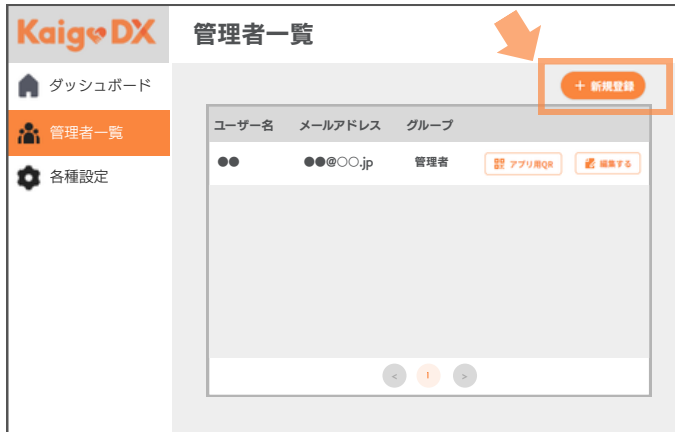 Kaigo DX
管理者一覧
ダッシュボード
管理者一覧
各種設定
+ 新規登録
ユーザー名 メールアドレス グループ
●● ●●@○○.jp 管理者 アプリ用QR 編集する
< 1 >